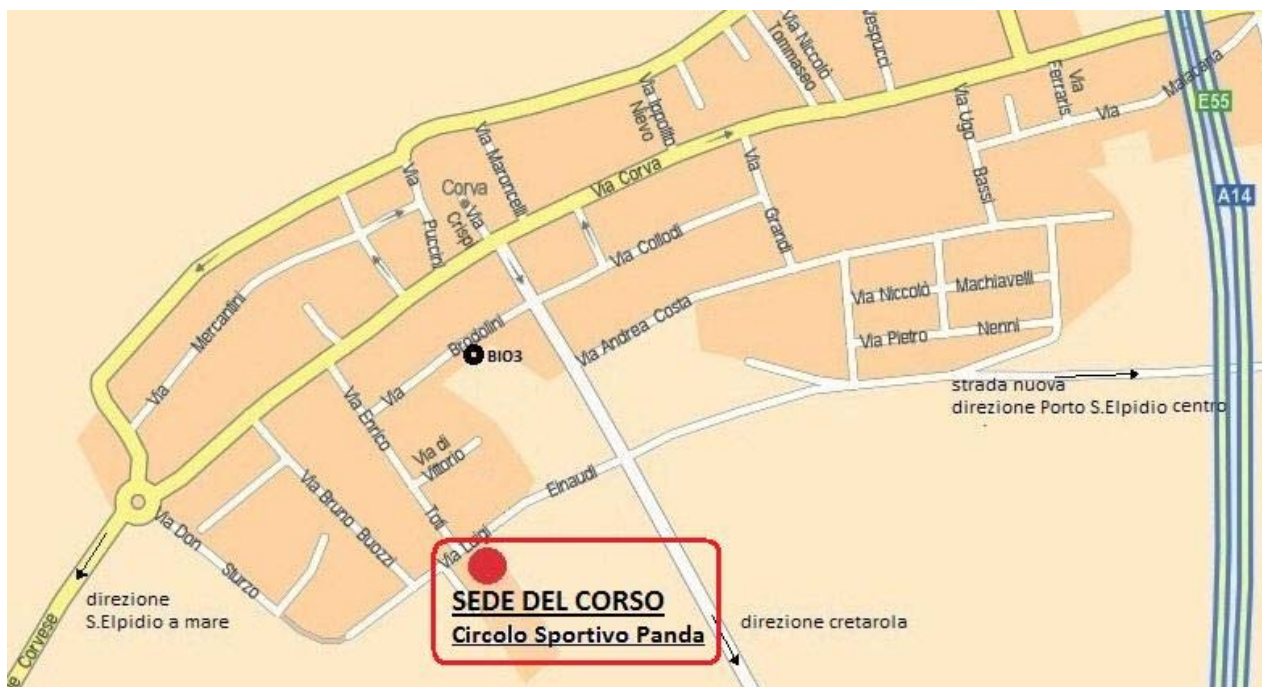 Via Niccolò
Tommaseo
Vespucci
Via Ippolito
Nievo
Via Ugo
Bassi
Via
Ferraris
Via
Malagana
E55
A14
Via Maroncelli
Via
Puccini
Corva
Via
Crispi
Via Corva
Via
Grandi
Via Collodi
Via
Mercantini
Via Andrea Costa
Via Niccolò
Machiavelli
Via Pietro
Nenni
Via
Brodolini
BIO3
strada nuova
direzione Porto S.Elpidio centro
Via Enrico
Toti
Via di
Vittorio
Via Luigi
Einaudi
Via Bruno Buozzi
Via Don
Sturzo
SEDE DEL CORSO
Circolo Sportivo Panda
direzione
S.Elpidio a mare
direzione cretarola
e Corvese